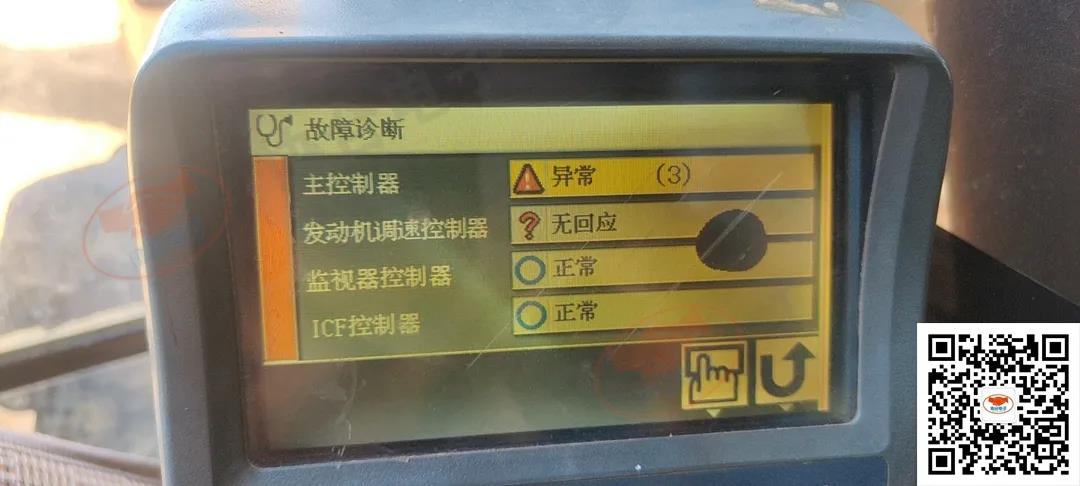 故障诊断
主控制器 异常 (3)
发动机调速控制器 无回应
监视器控制器 正常
ICF控制器 正常